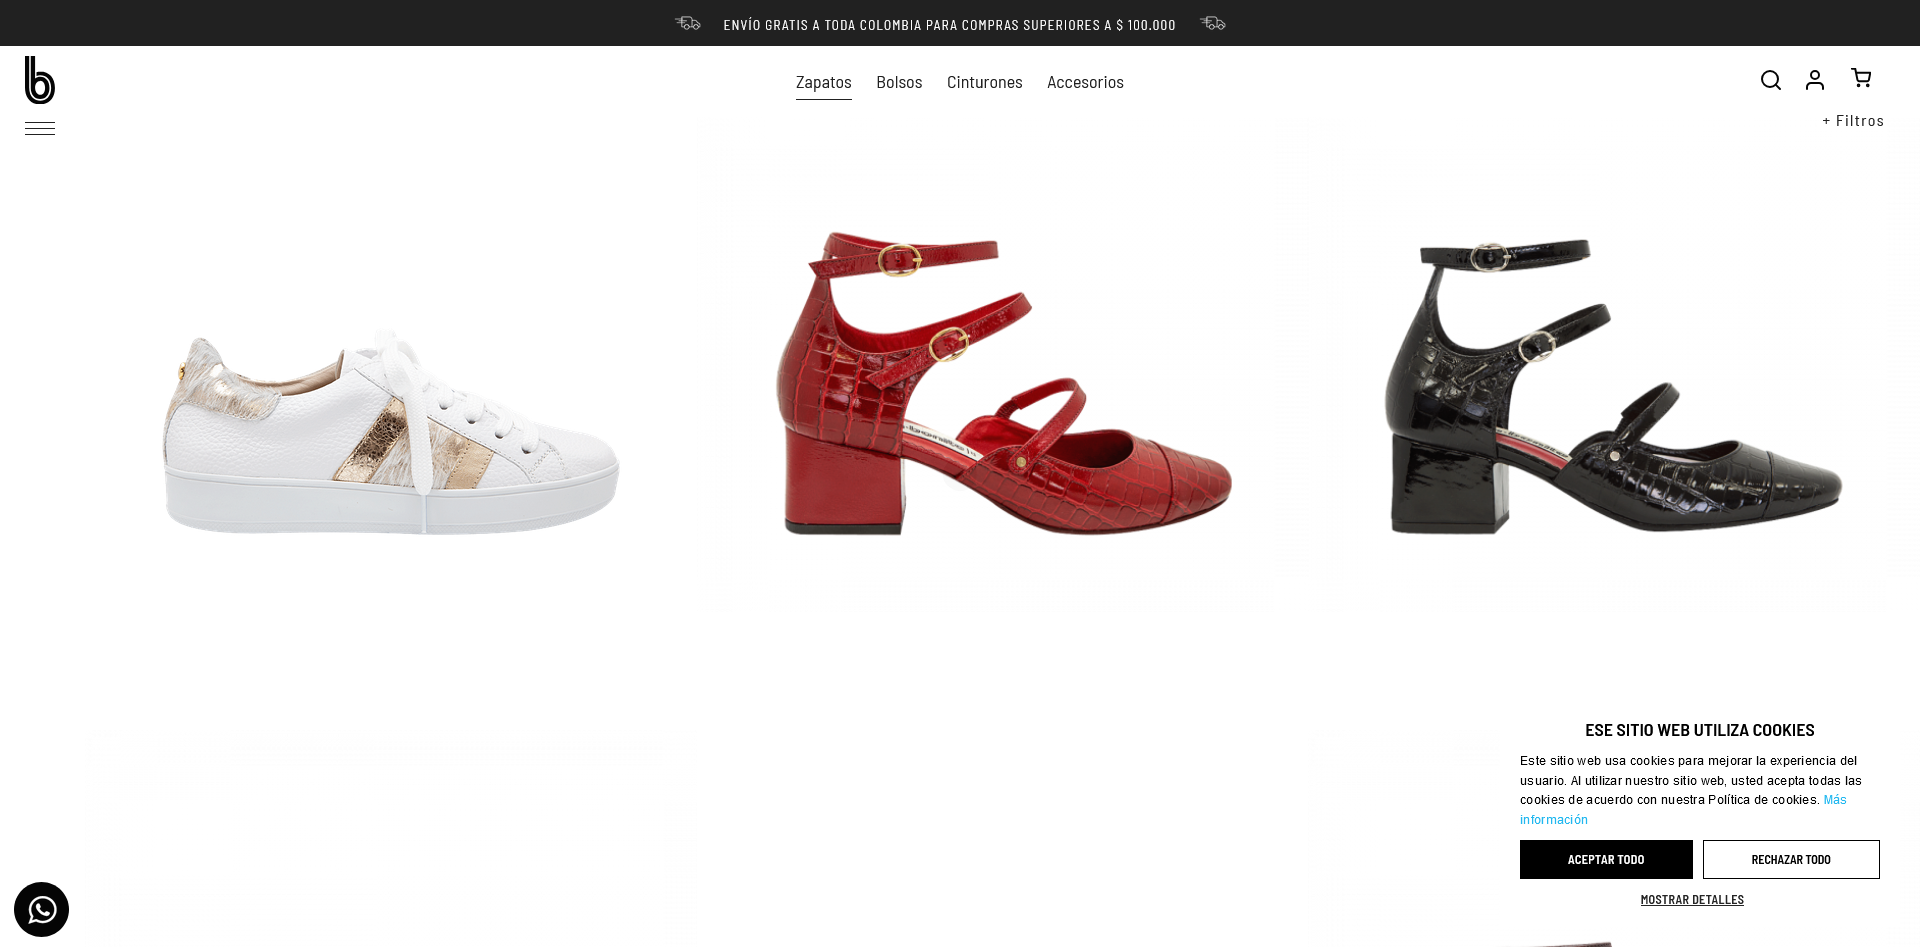 ENVÍO GRATIS A TODA COLOMBIA PARA COMPRAS SUPERIORES A $ 100.000
b
Zapatos Bolsos Cinturones Accesorios
+ Filtros
ESE SITIO WEB UTILIZA COOKIES
Este sitio web usa cookies para mejorar la experiencia del
usuario. Al utilizar nuestro sitio web, usted acepta todas las
cookies de acuerdo con nuestra Política de cookies. Más
información
ACEPTAR TODO RECHAZAR TODO
MOSTRAR DETALLES